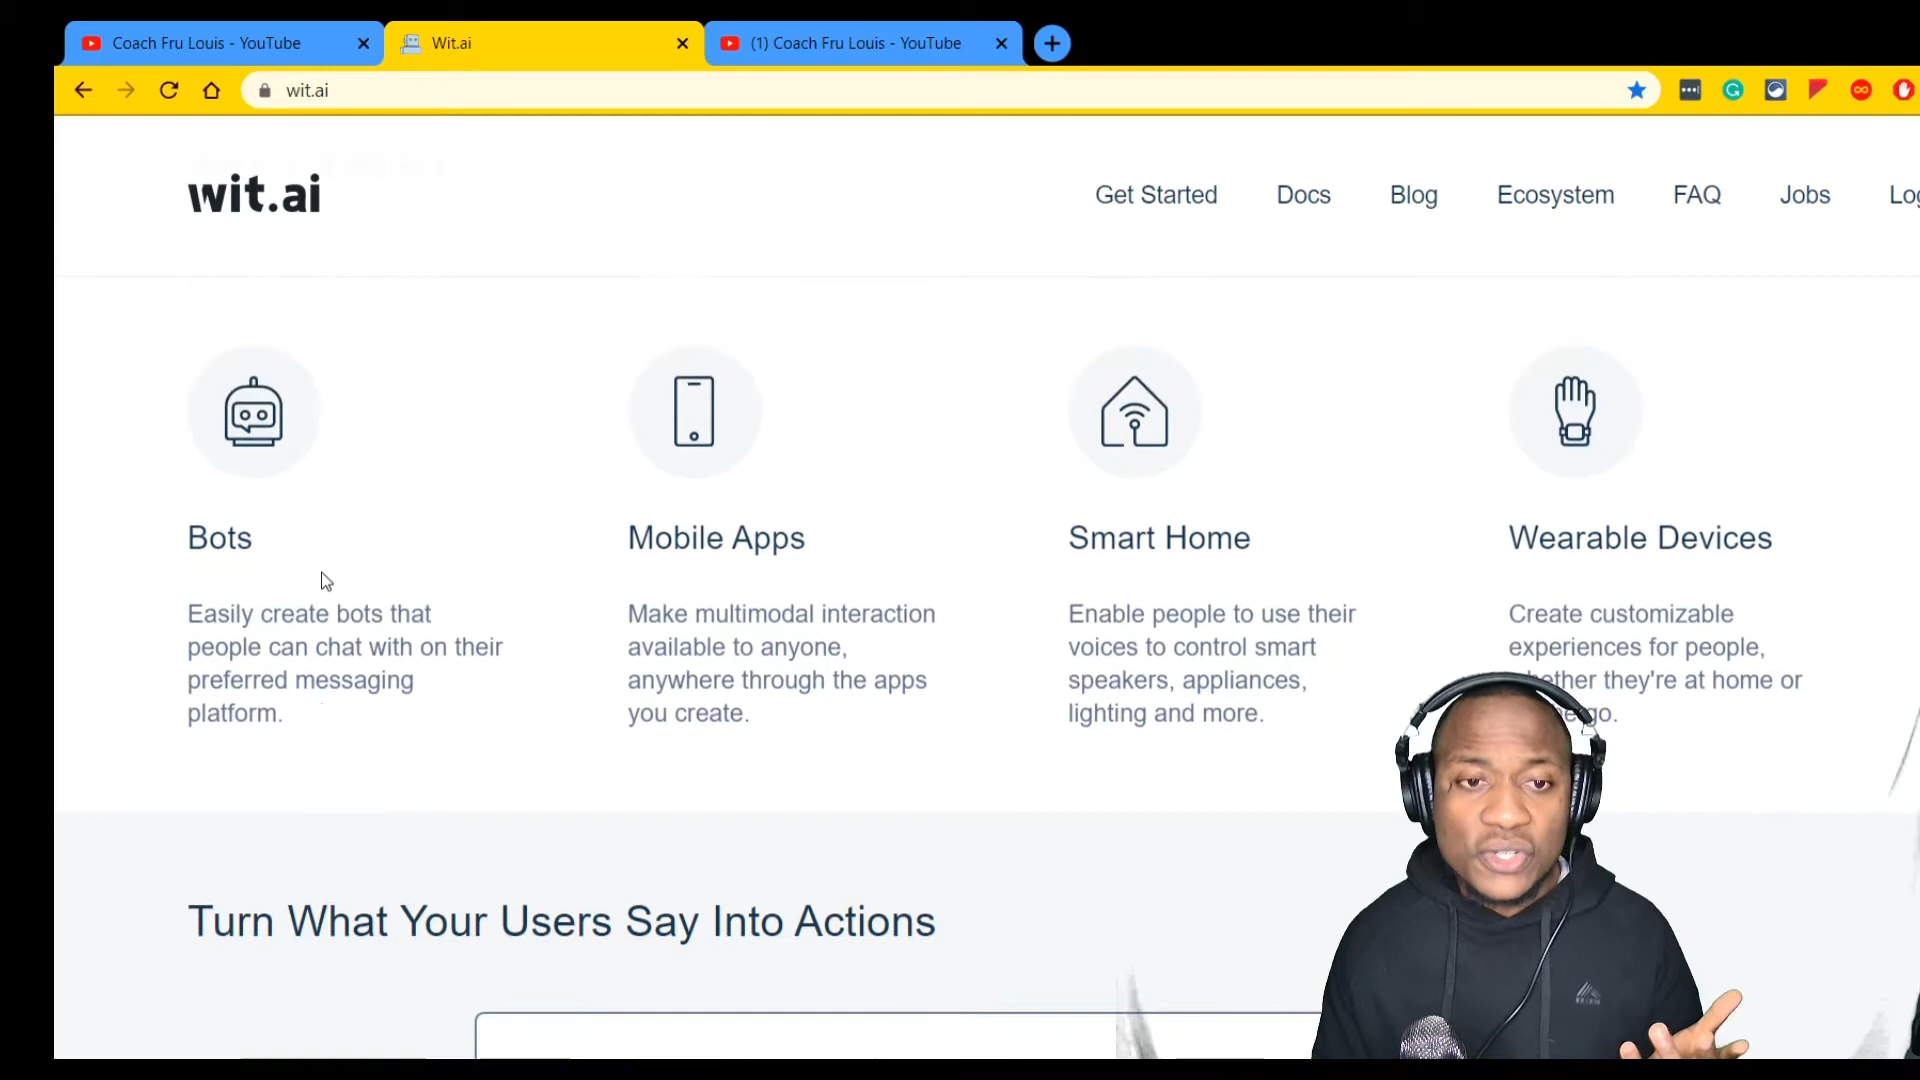 Coach Fru Louis - YouTube
Wit.ai
(1) Coach Fru Louis - YouTube
wit.ai
wit.ai
Get Started Docs Blog Ecosystem FAQ Jobs
Bots
Easily create bots that
people can chat with on their
preferred messaging
platform.
Mobile Apps
Make multimodal interaction
available to anyone,
anywhere through the apps
you create.
Smart Home
Enable people to use their
voices to control smart
speakers, appliances,
lighting and more.
Wearable Devices
Create customizable
experiences for people,
they're at home or
go.
Turn What Your Users Say Into Actions